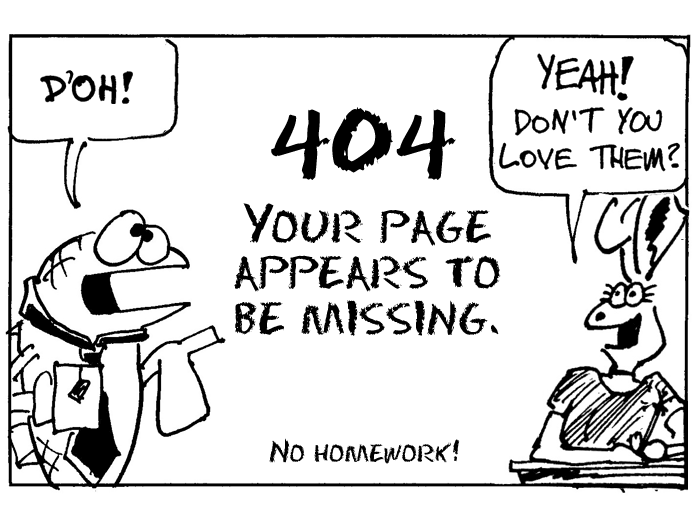 D'OH!
404
YOUR PAGE
APPEARS TO
BE MISSING.
NO HOMEWORK!
YEAH!
DON'T YOU
LOVE THEM?